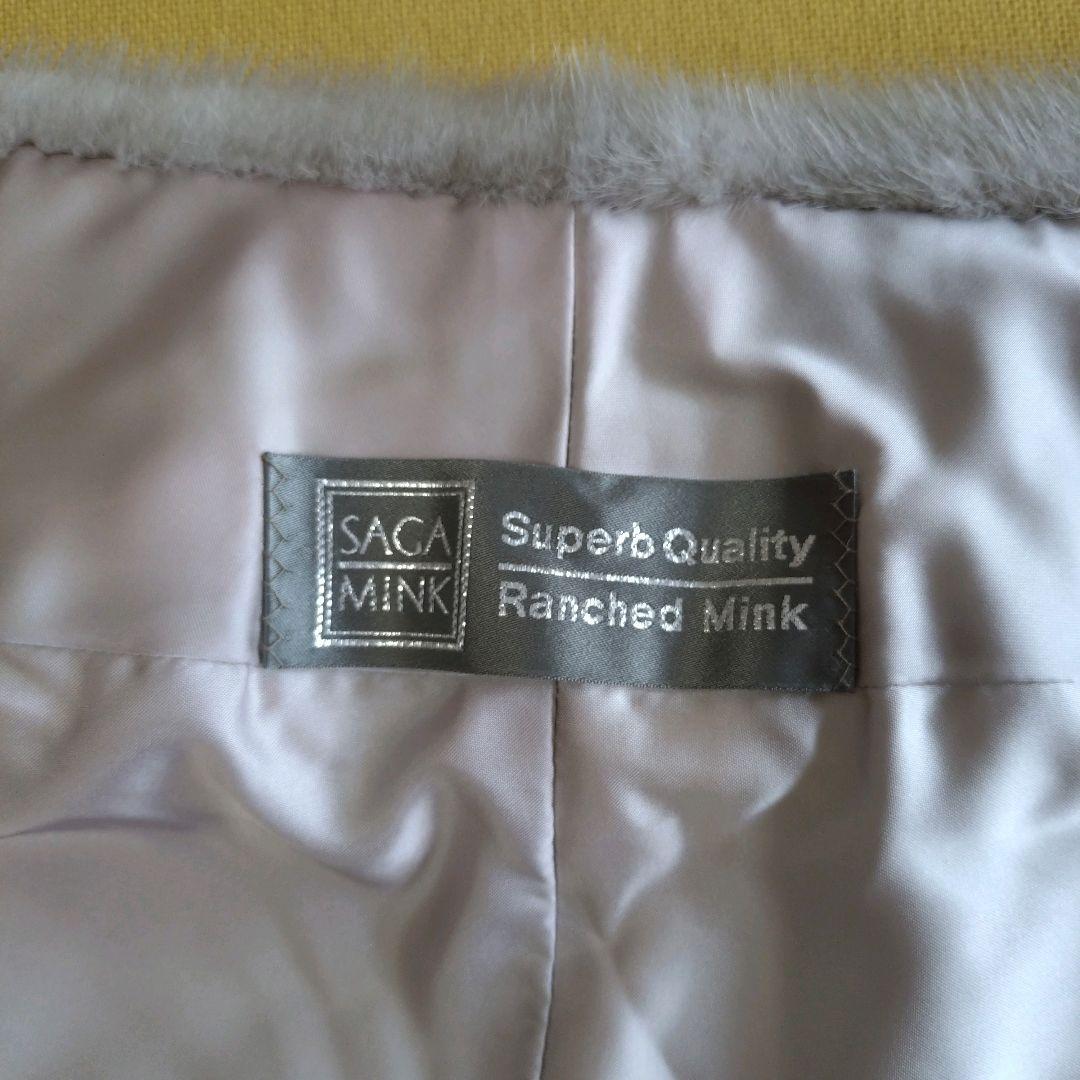 SAGA
MINK
Superb Quality
Ranched Mink